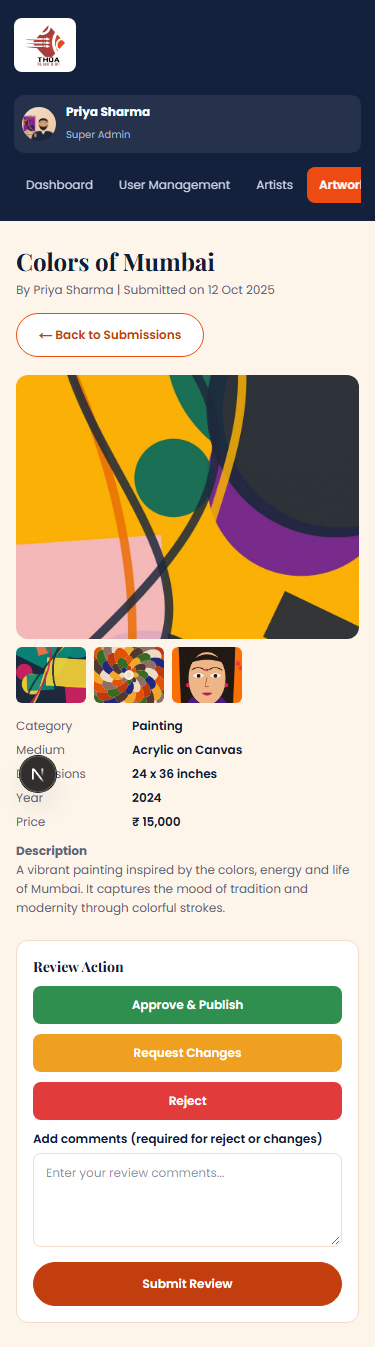 THOA
Priya Sharma
Super Admin
Dashboard
User Management
Artists
Back to Submissions
Colors of Mumbai
By Priya Sharma | Submitted on 12 Oct 2025
← Back to Submissions
Category Painting
Medium Acrylic on Canvas
24 x 36 inches
N
Year 2024
Price ₹ 15,000
Description
A vibrant painting inspired by the colors, energy and life
of Mumbai. It captures the mood of tradition and
modernity through colorful strokes.
Review Action
Approve & Publish
Request Changes
Reject
Add comments (required for reject or changes)
Enter your review comments...
Submit Review